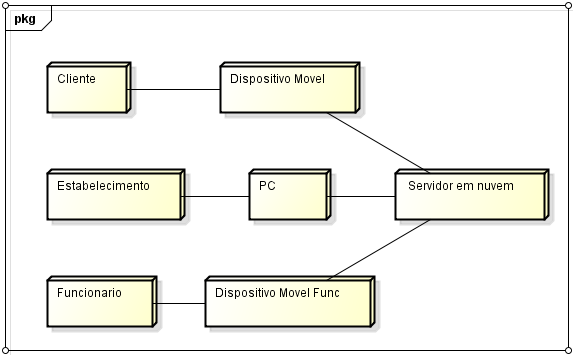 pkg
Cliente
Dispositivo Movel
Estabelecimento
PC
Servidor em nuvem
Funcionario
Dispositivo Movel Func